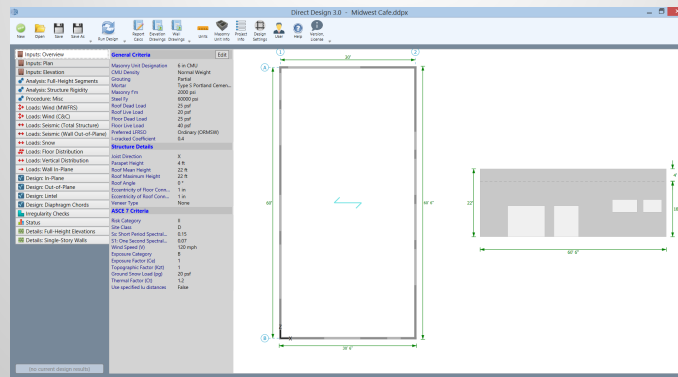 Direct Design 3.0 - Midwest Cafe.ddpx
New
Open
Save
Save As
Run Design
Report Calcs
Elevation Drawings
Wall Drawings
Units
Masonry Unit Info
Project Info
Design Settings
User
Help
Version, License
Inputs: Overview
Inputs: Plan
Inputs: Elevation
Analysis: Full-Height Segments
Analysis: Structure Rigidity
Procedure: Misc
Loads: Wind (MWFRS)
Loads: Wind (C&C)
Loads: Seismic (Total Structure)
Loads: Seismic (Wall Out-of-Plane)
Loads: Snow
Loads: Floor Distribution
Loads: Vertical Distribution
Loads: Wall In-Plane
Design: In-Plane
Design: Out-of-Plane
Design: Lintel
Design: Diaphragm Chords
Irregularity Checks
Status
Details: Full-Height Elevations
Details: Single-Story Walls
(no current design results)
General Criteria Edit
Masonry Unit Designation 6 in CMU
CMU Density Normal Weight
Grouting Partial
Mortar Type S Portland Cemen...
Masonry Fm 2000 psi
Steel Fy 60000 psi
Roof Dead Load 25 psf
Roof Live Load 20 psf
Floor Dead Load 25 psf
Floor Live Load 40 psf
Preferred LFRSO Ordinary (ORMSW)
I-cracked Coefficient 0.4
Structure Details
Joist Direction X
Parapet Height 4 ft
Roof Mean Height 22 ft
Roof Maximum Height 22 ft
Roof Angle 0 °
Eccentricity of Floor Conn... 1 in
Eccentricity of Roof Conn... 1 in
Veneer Type None
ASCE 7 Criteria
Risk Category II
Site Class D
Ss: Short Period Spectral... 0.15
S1: One Second Spectral... 0.07
Wind Speed (V) 120 mph
Exposure Category B
Exposure Factor (Ce) 1
Topographic Factor (Kzt) 1
Ground Snow Load (pg) 20 psf
Thermal Factor (Ct) 1.2
Use specified lu distances False
1
2
30'
A
60'
B
X
22'
4'
18'
60' 6"